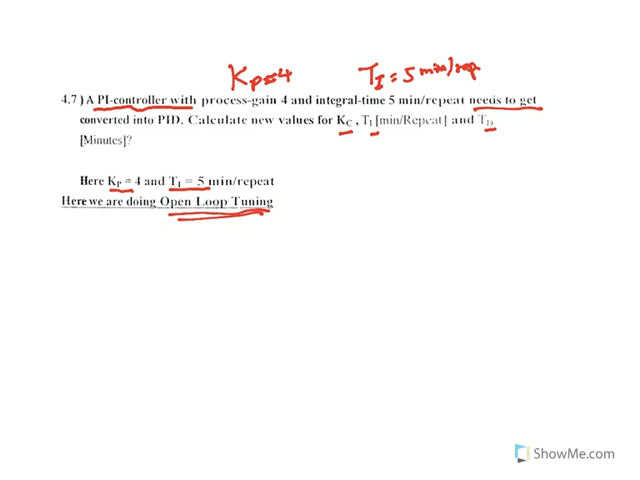 Kp=4 TI = 5 min/rep
4.7) A PI-controller with process-gain 4 and integral-time 5 min/repeat needs to get
converted into PID. Calculate new values for KC , TI [min/Repeat] and TD
[Minutes]?
Here KP = 4 and TI = 5 min/repeat
Here we are doing Open Loop Tuning
ShowMe.com